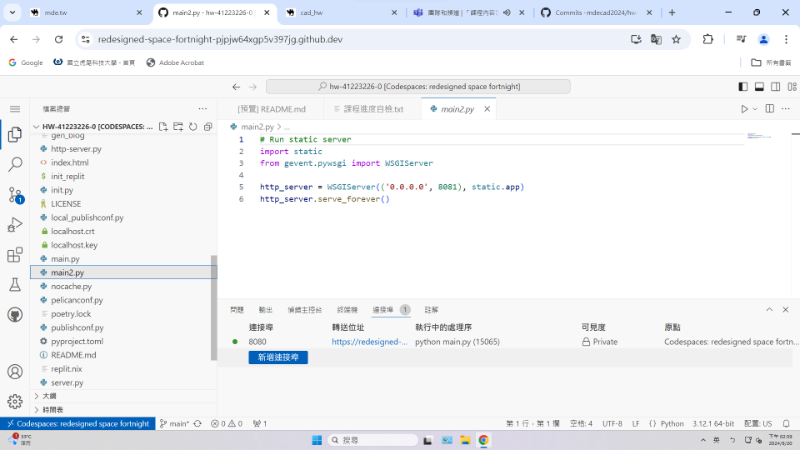 mde.tw
main2.py - hw-41223226-0 [Co
cad_hw
Commits · mdecad2024/hw
redesigned-space-fortnight-pjpjw64xgp5v397jg.github.dev
Google
國立虎尾科技大學 - 首頁
Adobe Acrobat
所有書籤
hw-41223226-0 [Codespaces: redesigned space fortnight]
檔案總管
HW-41223226-0 [CODESPACES: ...
gen_blog
http-server.py
index.html
init_replit
init.py
LICENSE
local_publishconf.py
localhost.crt
localhost.key
main.py
main2.py
nocache.py
pelicanconf.py
poetry.lock
publishconf.py
pyproject.toml
README.md
replit.nix
server.py
大綱
時間表
[預覽] README.md
課程進度自檢.txt
main2.py
main2.py > ...
1 # Run static server
2 import static
3 from gevent.pywsgi import WSGIServer
4
5 http_server = WSGIServer(('0.0.0.0', 8081), static.app)
6 http_server.serve_forever()
問題 輸出 偵錯主控台 終端機 連接埠 1 註解
連接埠 轉送位址 執行中的處理序 可見度 原點
8080 https://redesigned-... python main.py (15065) Private Codespaces: redesigned space fortn...
新增連接埠
Codespaces: redesigned space fortnight main* 0 0 1 第 1 行，第 1 欄 空格: 4 UTF-8 LF {} Python 3.12.1 64-bit 配置: US
33°C
搜尋
英
下午 02:08